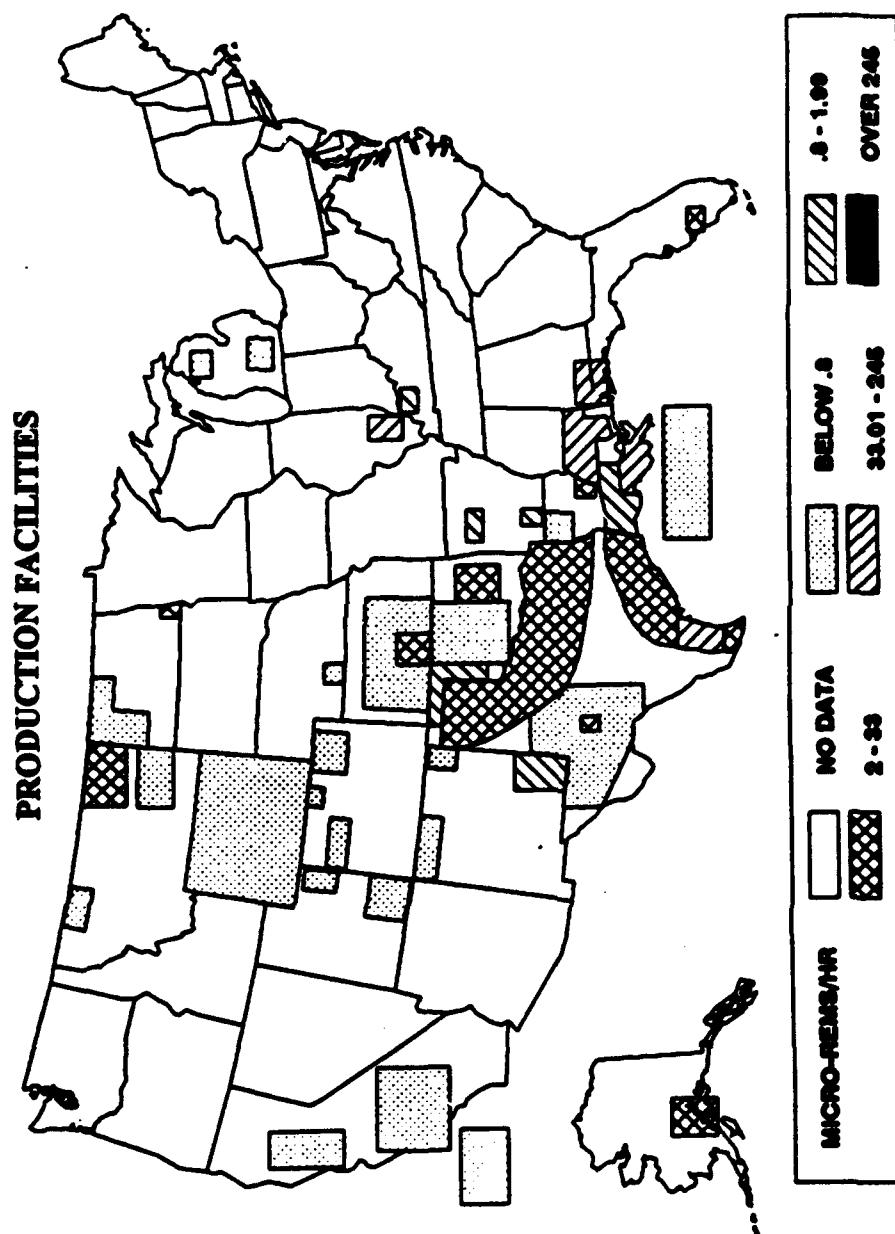 PRODUCTION FACILITIES
MICRO-REMS/HR
NO DATA
BELOW .8
.8 - 1.99
2 - 33
33.01 - 245
OVER 245